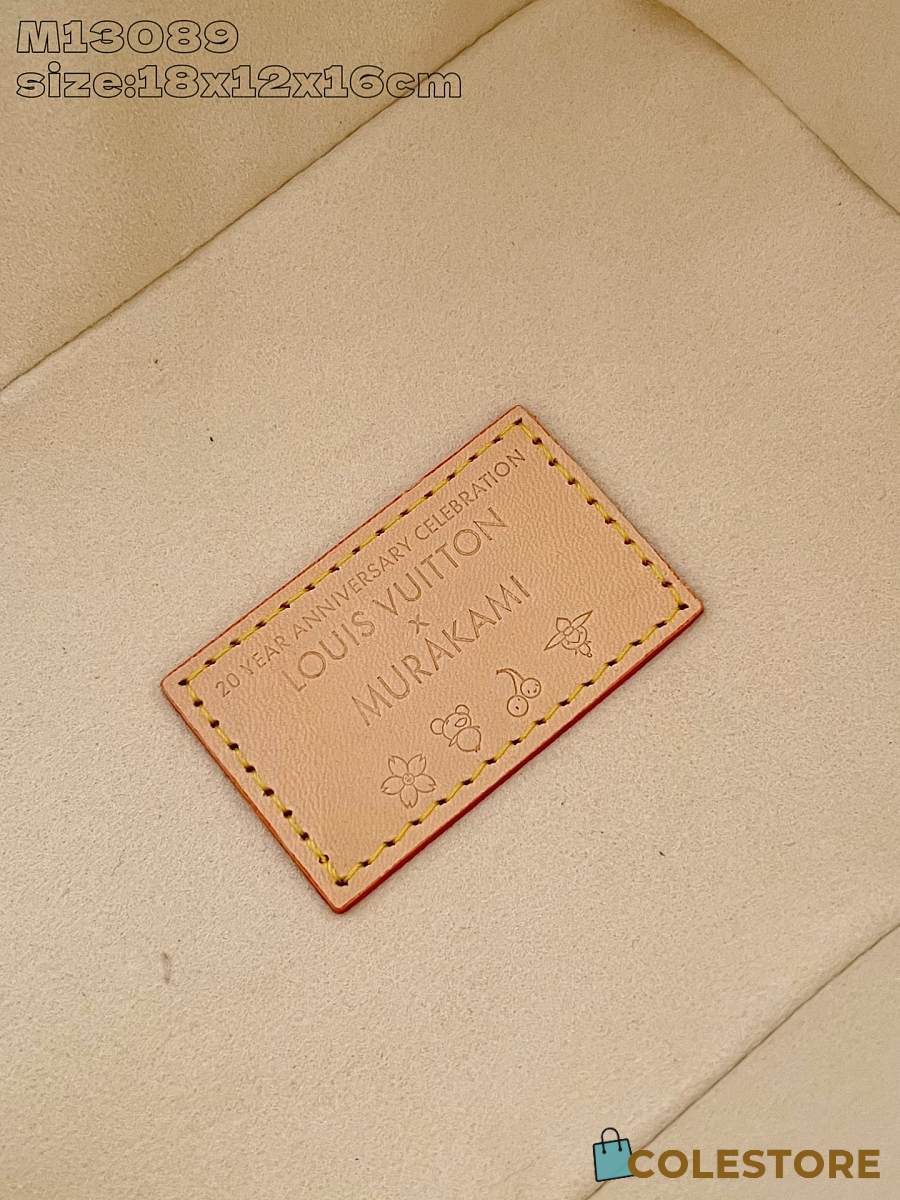 M13089
size:18x12x16cm
20 YEAR ANNIVERSARY CELEBRATION
LOUIS VUITTON
x
MURAKAMI
COLESTORE